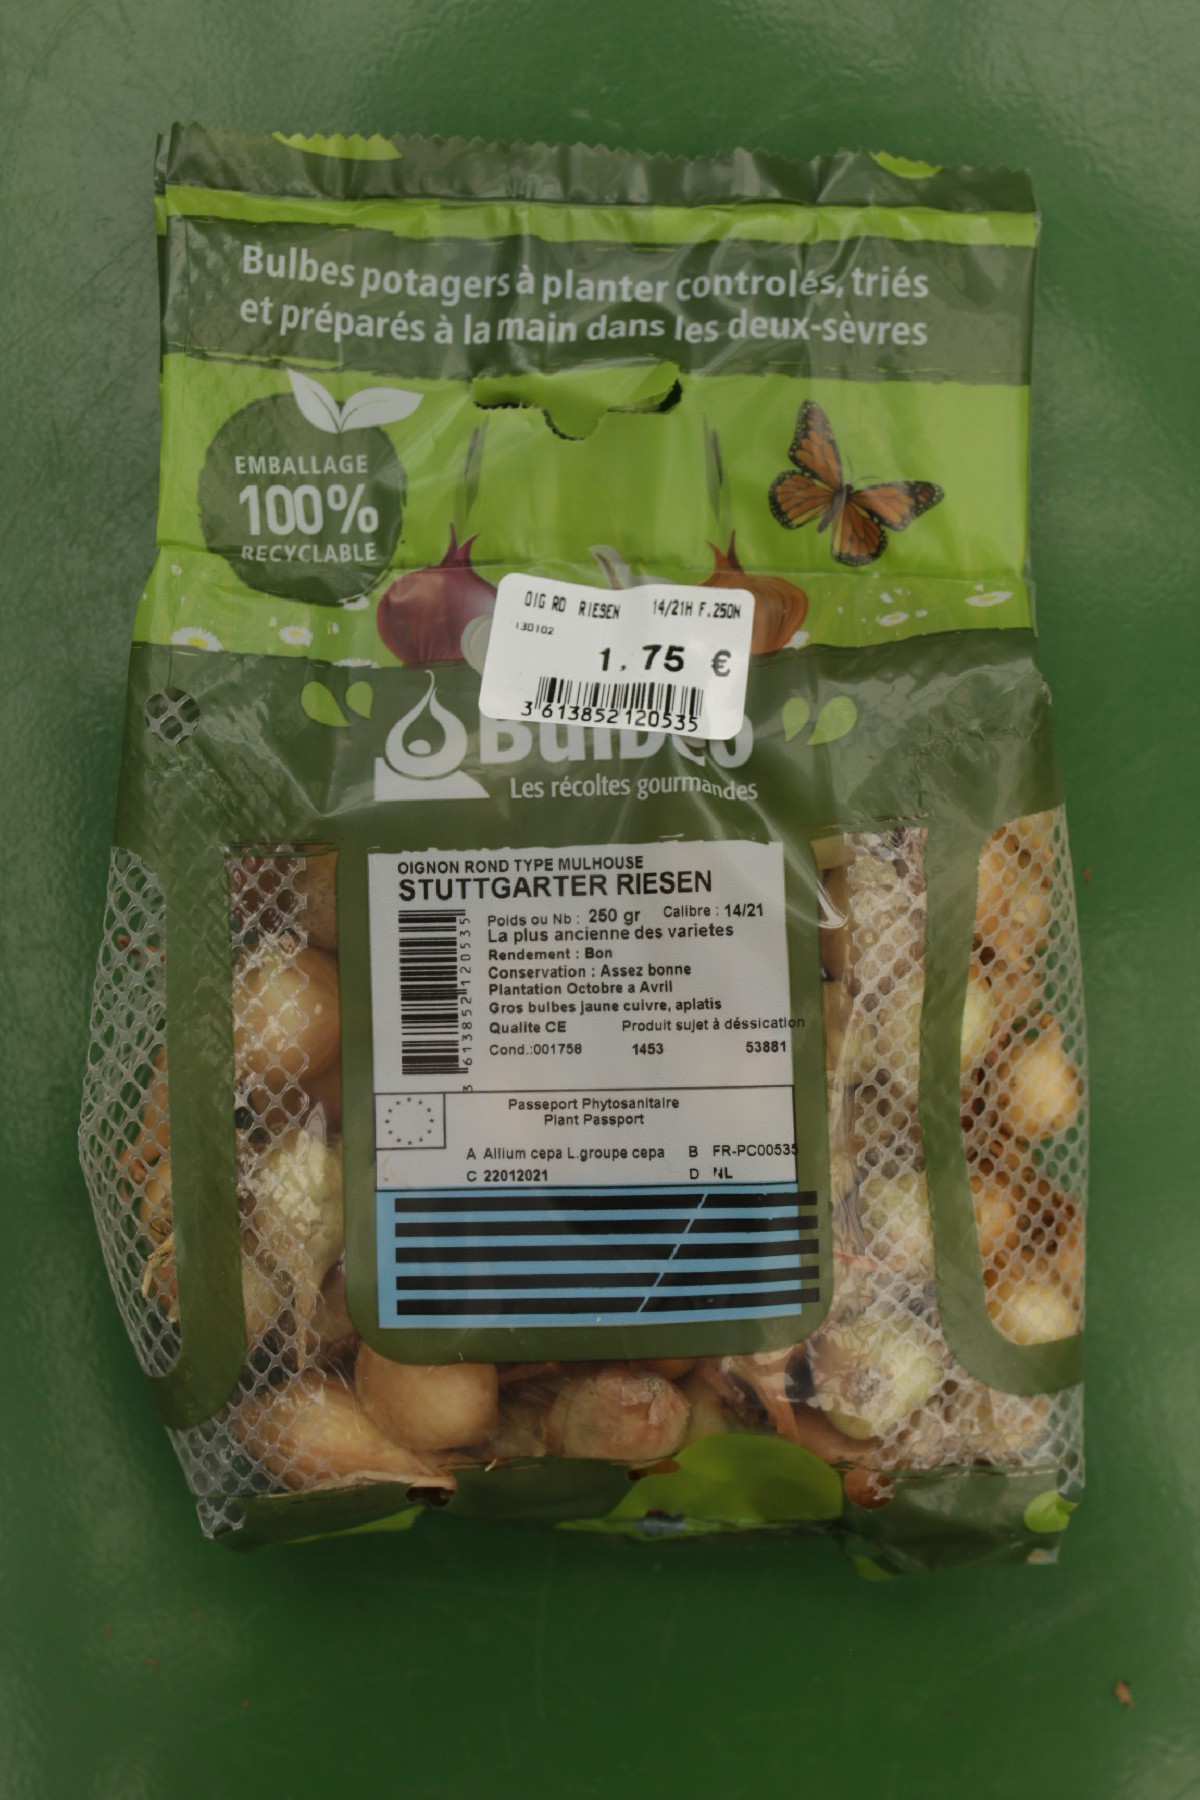 Bulbes potagers à planter controlés, triés
et préparés à la main dans les deux-sèvres
EMBALLAGE
100%
RECYCLABLE
OIG RD RIESEN 14/21H F.250N
130102
1.75 €
3613852120535
Les récoltes gourmandes
OIGNON ROND TYPE MULHOUSE
STUTTGARTER RIESEN
3613852120535
Poids ou Nb : 250 gr Calibre : 14/21
La plus ancienne des varietes
Rendement : Bon
Conservation : Assez bonne
Plantation Octobre a Avril
Gros bulbes jaune cuivre, aplatis
Qualite CE Produit sujet à déssication
Cond.:001758 1453 53881
Passeport Phytosanitaire
Plant Passport
A Allium cepa L.groupe cepa B FR-PC00535
C 22012021 D NL